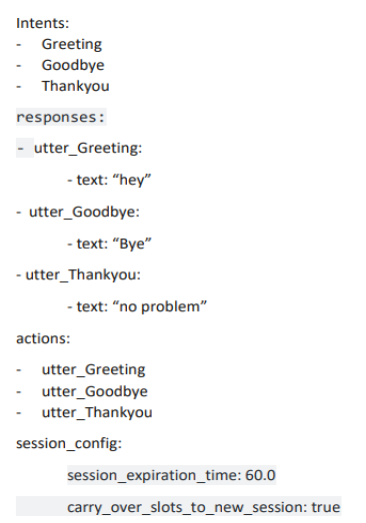 Intents:
- Greeting
- Goodbye
- Thankyou
responses:
- utter_Greeting:
- text: “hey”
- utter_Goodbye:
- text: “Bye”
- utter_Thankyou:
- text: “no problem”
actions:
- utter_Greeting
- utter_Goodbye
- utter_Thankyou
session_config:
session_expiration_time: 60.0
carry_over_slots_to_new_session: true